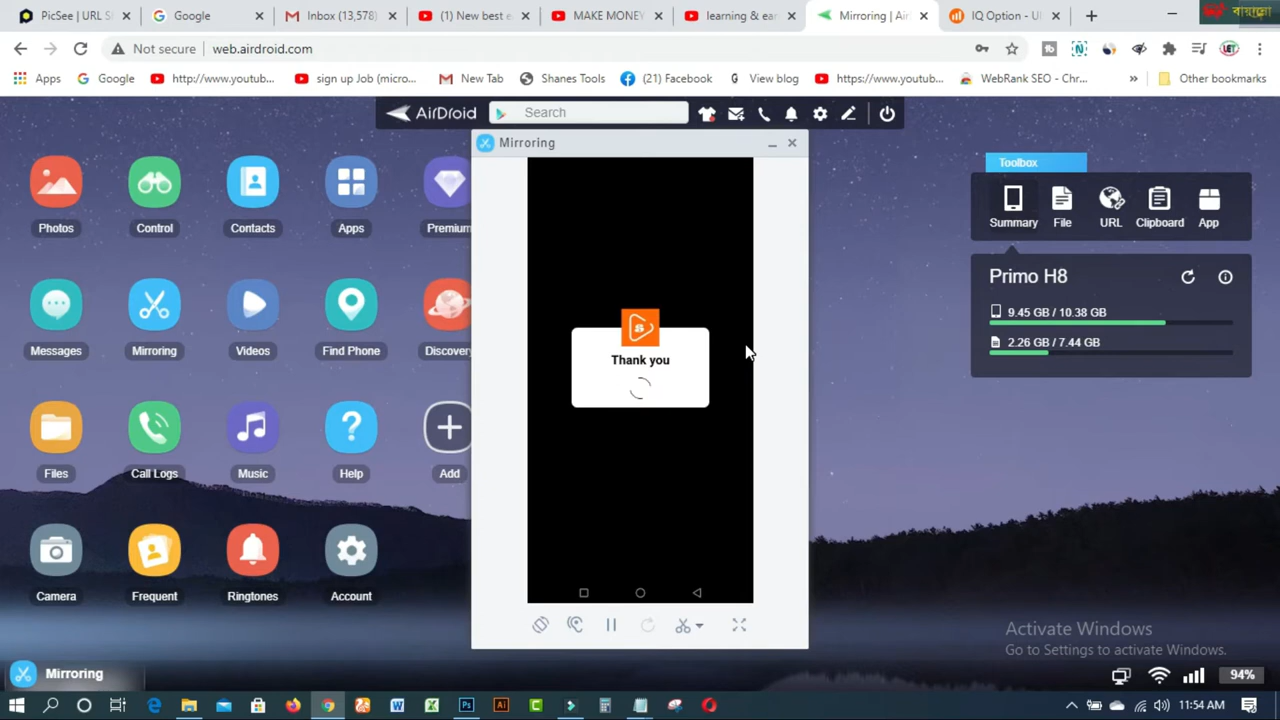 PicSee | URL Sh
Google
Inbox (13,578)
(1) New best e
MAKE MONEY
learning & ear
Mirroring | Air
IQ Option - U
বায়স্কো
Not secure
web.airdroid.com
Apps
Google
http://www.youtub...
sign up Job (micro...
New Tab
Shanes Tools
(21) Facebook
View blog
https://www.youtub...
WebRank SEO - Chr...
Other bookmarks
AirDroid
Search
Mirroring
Toolbox
Summary
File
URL
Clipboard
App
Photos
Control
Contacts
Apps
Premium
Primo H8
9.45 GB / 10.38 GB
2.26 GB / 7.44 GB
Messages
Mirroring
Videos
Find Phone
Discovery
Thank you
Files
Call Logs
Music
Help
Add
Camera
Frequent
Ringtones
Account
Activate Windows
Go to Settings to activate Windows.
Mirroring
94%
11:54 AM